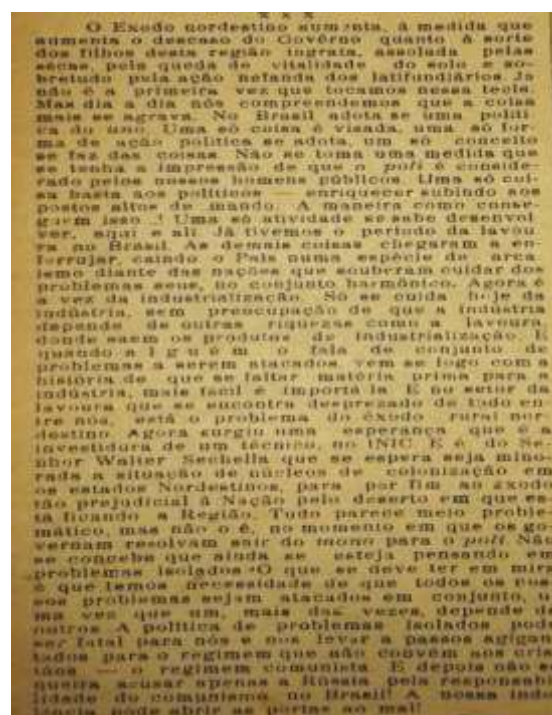 x x x
O Exodo nordestino aumenta, à medida que
aumenta o descaso do Govêrno quanto à sorte
dos filhos desta região ingrata, assolada pelas
sêcas, pela queda de vitalidade do solo e so-
bretudo pela ação nefanda dos latifundiários. Já
não é a primeira vez que tocamos nessa tecla.
Mas dia a dia nós compreendemos que a coisa
mais se agrava. No Brasil adota-se uma políti
ca do uno. Uma só coisa é visada, uma só for-
ma de ação política se adota, um só conceito
se faz das coisas. Não se toma uma medida que
se tenha a impressão de que o poli é conside-
rado pelos nossos homens públicos. Uma só coi-
sa basta aos políticos — enriquecer subindo aos
postos altos de mando. A maneira como conse-
guem isso ..! Uma só atividade se sabe desenvol
ver, aqui e ali. Já tivemos o período da lavou
ra no Brasil. As demais coisas chegaram a en-
ferrujar, caindo o País numa espécie de arca
ismo diante das nações que souberam cuidar dos
problemas seus, no conjunto harmônico. Agora é
a vez da industrialização. Só se cuida hoje da
indústria, sem preocupação de que a indústria
depende de outras riquezas como a lavoura,
donde saem os produtos de industrialização. E
quando alguém o fala de conjunto de
problemas a serem atacados, vem se logo com a
história de que se faltar matéria prima para a
indústria, mais fácil é importá la. E no setor da
lavoura que se encontra desprezado de todo en-
tre nós, está o problema do êxodo rural nor-
destino. Agora surgiu uma esperança que é a
investidura de um técnico, no INIC. E é do Se-
nhor Walter que se espera seja mino-
rada a situação de núcleos de colonização em
os estados Nordestinos, para por fim ao êxodo
tão prejudicial à Nação pelo deserto em que es-
tá ficando a Região. Tudo parece meio proble-
mático, mas não o é, no momento em que os go-
vernam resolvam sair do mono para o poli. Não
se concebe que ainda se esteja pensando em
problemas isolados. O que se deve ter em mira
é que temos necessidade de que todos os nos-
sos problemas sejam atacados em conjunto, u
ma vez que um, mais das vezes, depende de
outros. A política de problemas isolados pode
ser fatal para nós e nos levar a passos agigan
tados para o regimem que não convém aos cris
tãos — o regimem comunista. E depois não se
queira acusar apenas a Rússia pela responsabi
lidade do comunismo no Brasil! A nossa
pode abrir as portas ao mal!